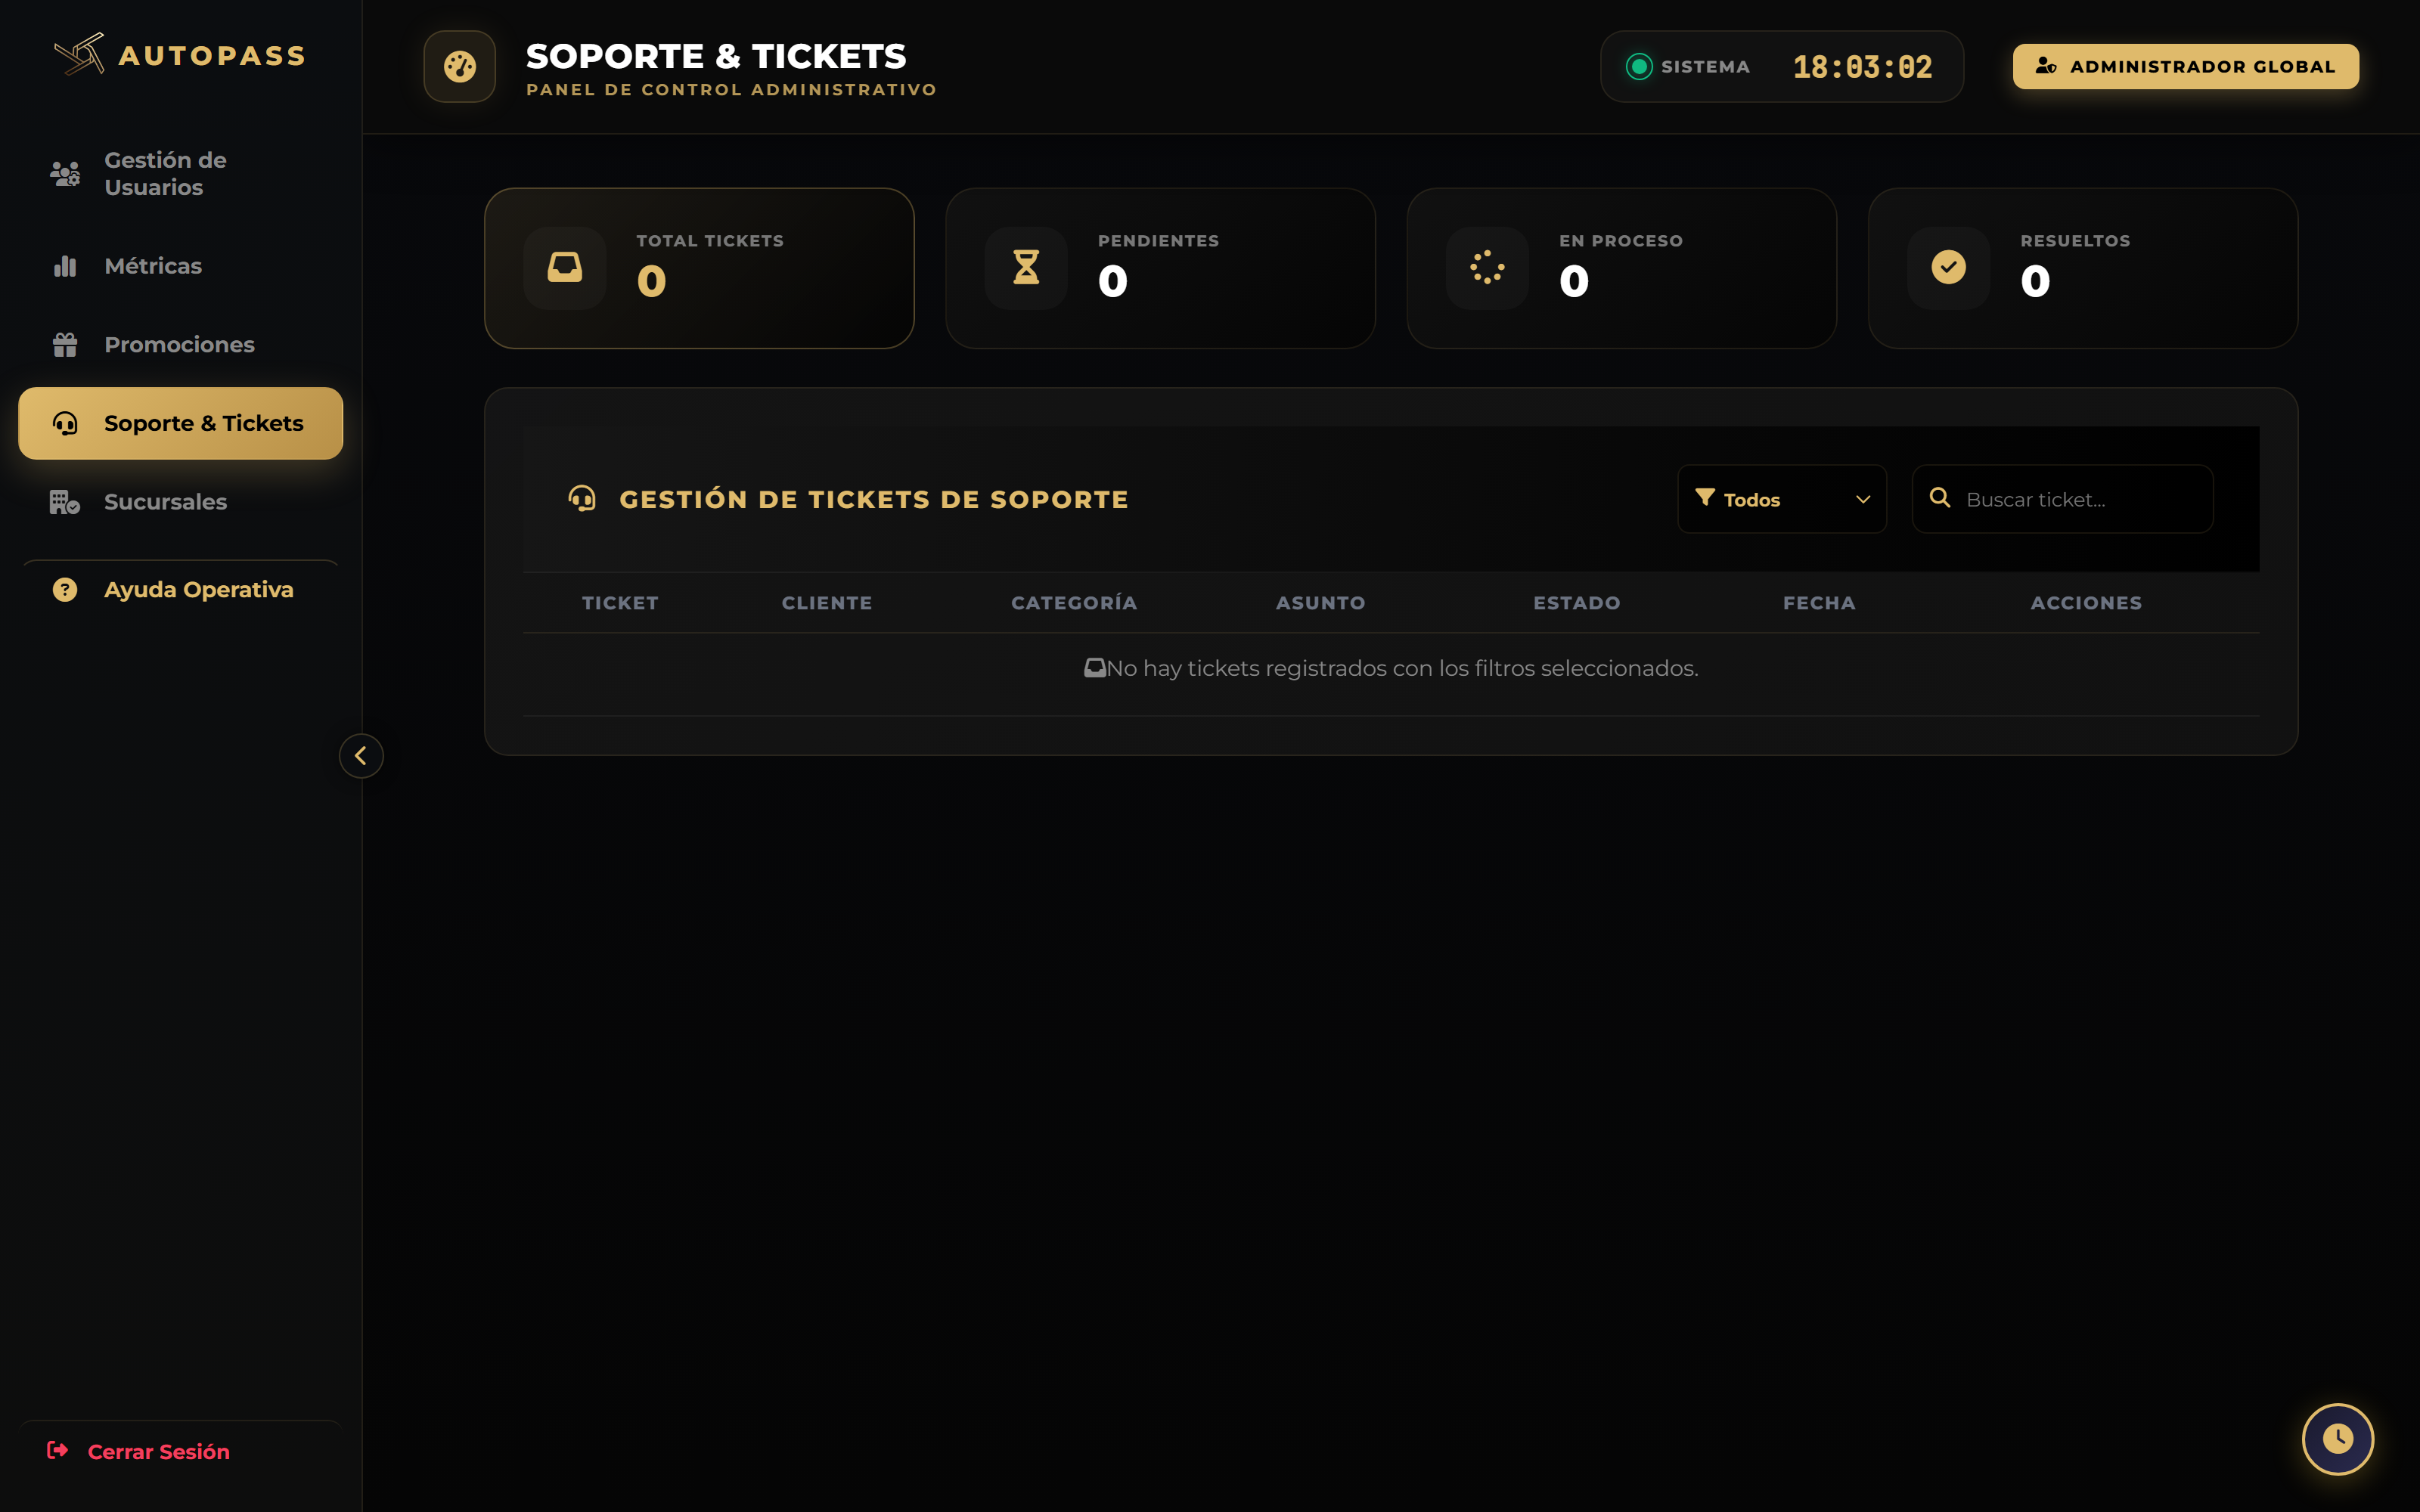 AUTOPASS
Gestión de
Usuarios
Métricas
Promociones
Soporte & Tickets
Sucursales
Ayuda Operativa
Cerrar Sesión
SOPORTE & TICKETS
PANEL DE CONTROL ADMINISTRATIVO
SISTEMA 18:03:02
ADMINISTRADOR GLOBAL
TOTAL TICKETS
0
PENDIENTES
0
EN PROCESO
0
RESUELTOS
0
GESTIÓN DE TICKETS DE SOPORTE
Todos
Buscar ticket...
TICKET CLIENTE CATEGORÍA ASUNTO ESTADO FECHA ACCIONES
No hay tickets registrados con los filtros seleccionados.